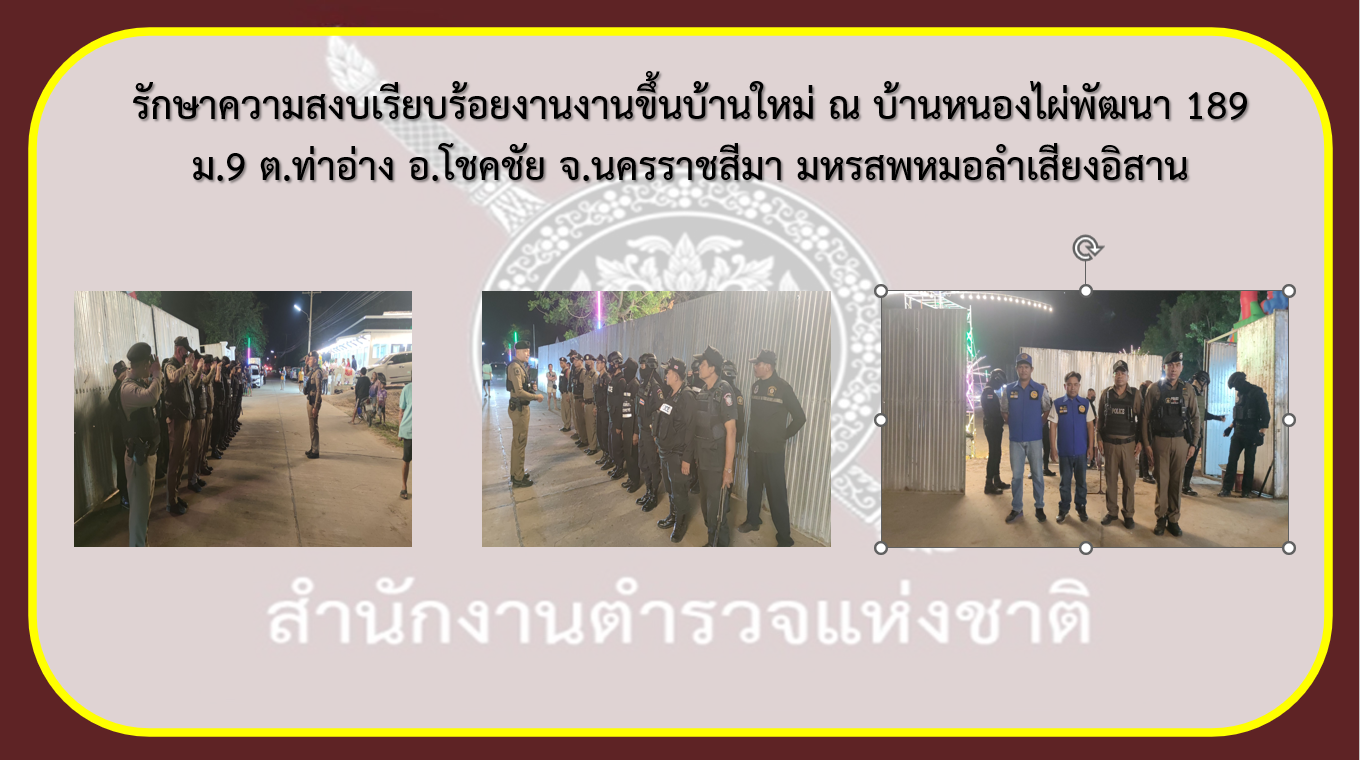 รักษาความสงบเรียบร้อยงานงานขึ้นบ้านใหม่ ณ บ้านหนองไผ่พัฒนา 189
ม.9 ต.ท่าอ่าง อ.โชคชัย จ.นครราชสีมา มหรสพหมอลำเสียงอิสาน
POLICE
สำนักงานตำรวจแห่งชาติ